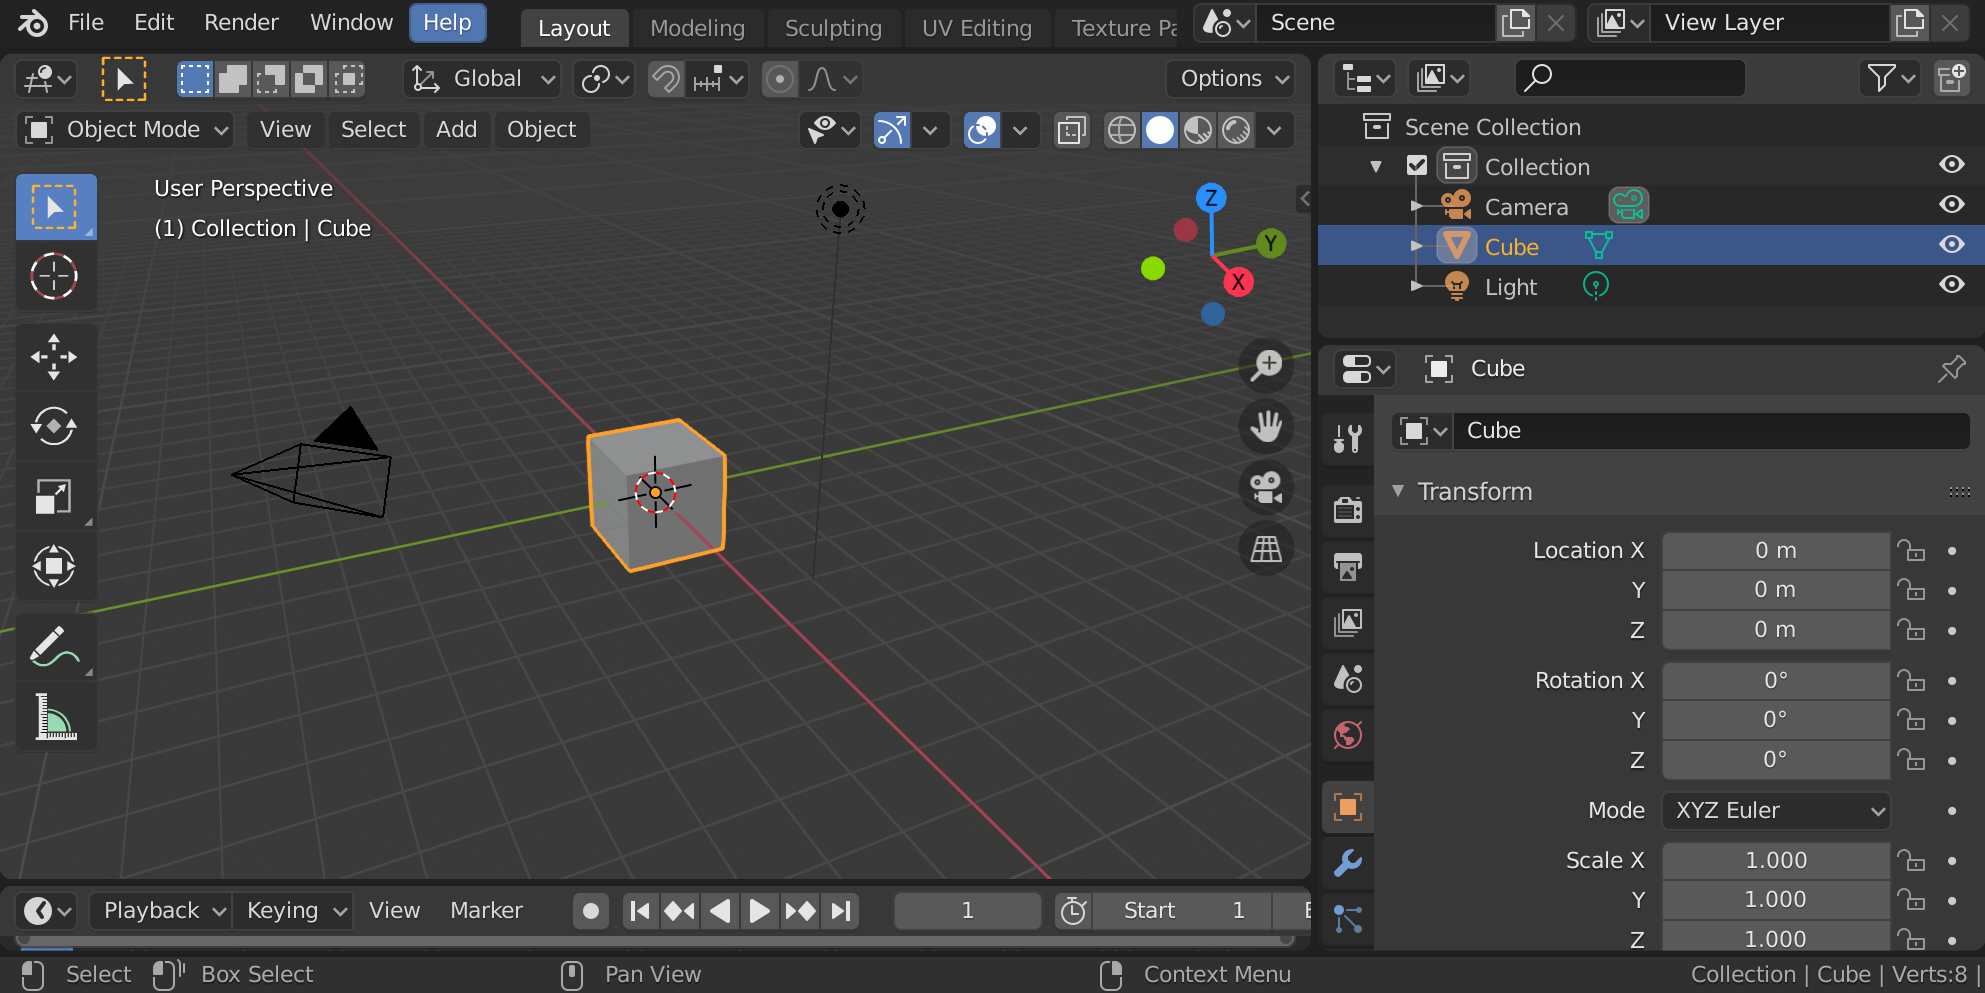 File Edit Render Window Help Layout Modeling Sculpting UV Editing Texture Pa Scene View Layer
Global Options
Object Mode View Select Add Object
User Perspective
(1) Collection | Cube
Z
Y
X
Scene Collection
Collection
Camera
Cube
Light
Cube
Cube
Transform
Location X 0 m
Y 0 m
Z 0 m
Rotation X 0°
Y 0°
Z 0°
Mode XYZ Euler
Scale X 1.000
Y 1.000
Z 1.000
Playback Keying View Marker 1 Start 1 E
Select Box Select Pan View Context Menu Collection | Cube | Verts:8 |